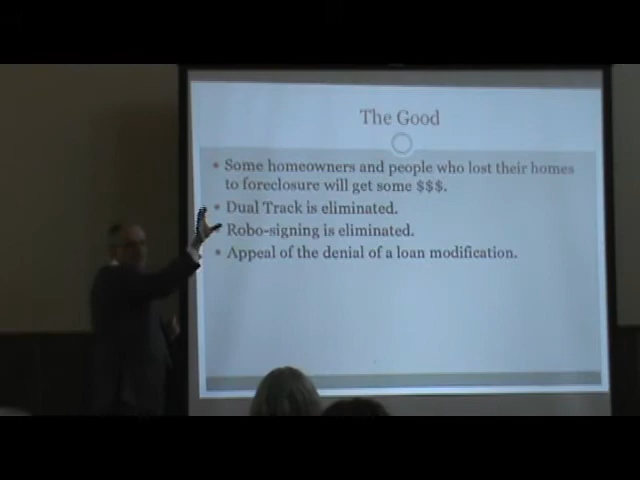 The Good
• Some homeowners and people who lost their homes
to foreclosure will get some $$$.
• Dual Track is eliminated.
• Robo-signing is eliminated.
• Appeal of the denial of a loan modification.